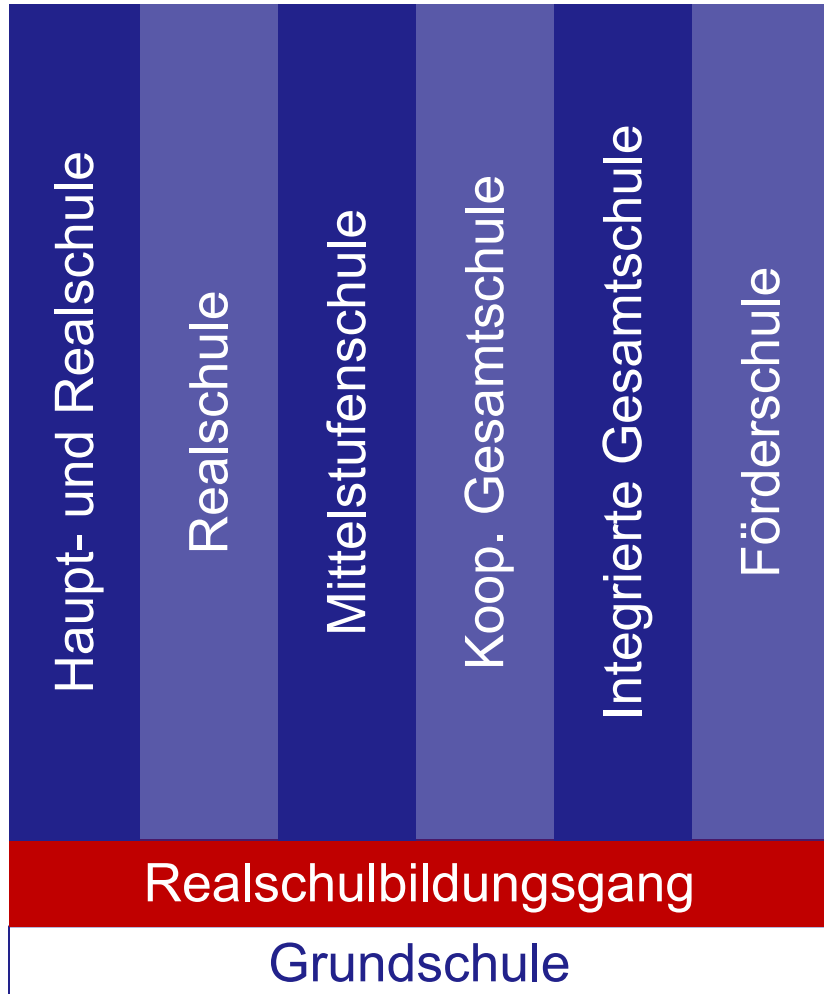 Haupt- und Realschule
Realschule
Mittelstufenschule
Koop. Gesamtschule
Integrierte Gesamtschule
Förderschule
Realschulbildungsgang
Grundschule